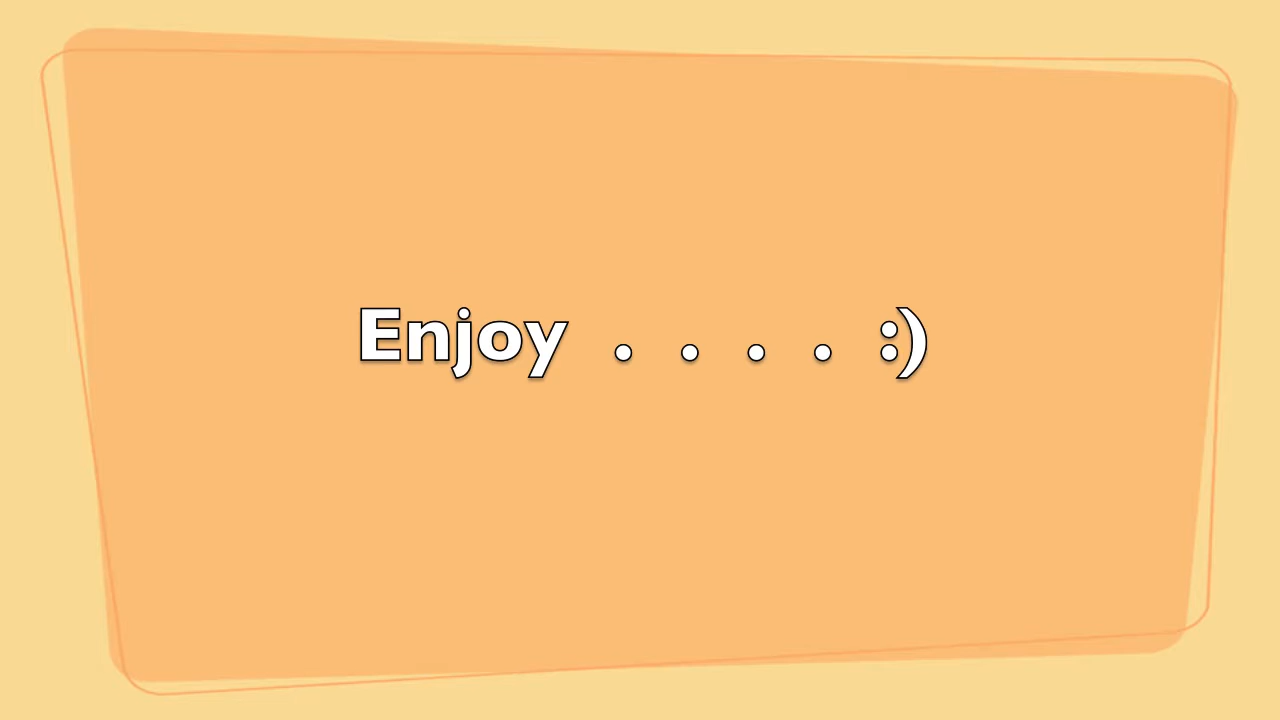 Enjoy . . . . :)